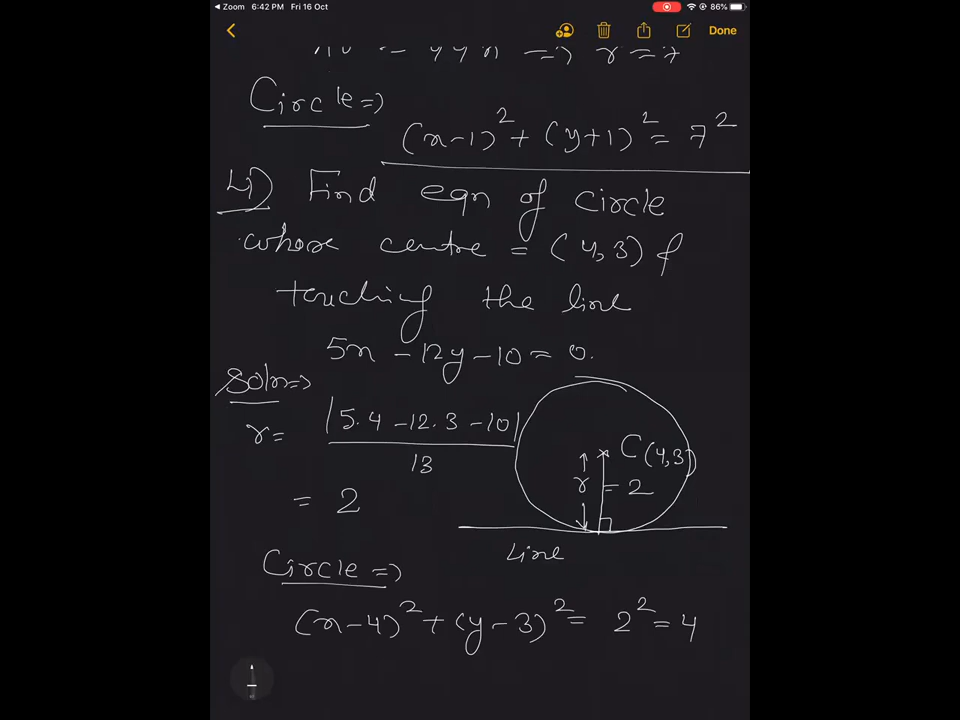 Zoom 6:42 PM Fri 16 Oct 86%
Done
=> r = 7
Circle =>
(x-1)² + (y+1)² = 7²
4) Find eqn of circle
whose centre = (4,3) &
touching the line
5x - 12y - 10 = 0.
Soln =>
r = |5.4 - 12.3 - 10|
13
C (4,3)
r = 2
= 2
Line
Circle =>
(x-4)² + (y-3)² = 2² = 4